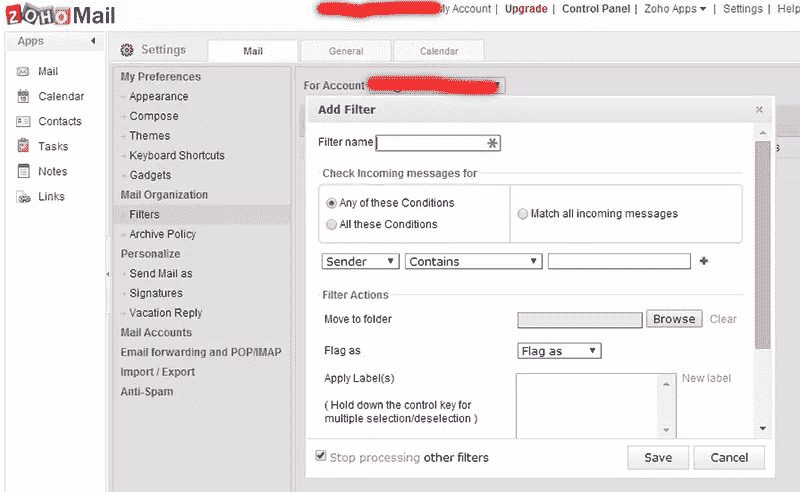 ZOHO Mail
My Account | Upgrade | Control Panel | Zoho Apps | Settings | Help
Apps
Mail
Calendar
Contacts
Tasks
Notes
Links
Settings
Mail
General
Calendar
My Preferences
Appearance
Compose
Themes
Keyboard Shortcuts
Gadgets
Mail Organization
Filters
Archive Policy
Personalize
Send Mail as
Signatures
Vacation Reply
Mail Accounts
Email forwarding and POP/IMAP
Import / Export
Anti-Spam
For Account
Add Filter
Filter name
Check Incoming messages for
Any of these Conditions
All these Conditions
Match all incoming messages
Sender Contains
Filter Actions
Move to folder Browse Clear
Flag as Flag as
Apply Label(s) New label
( Hold down the control key for
multiple selection/deselection )
Stop processing other filters Save Cancel